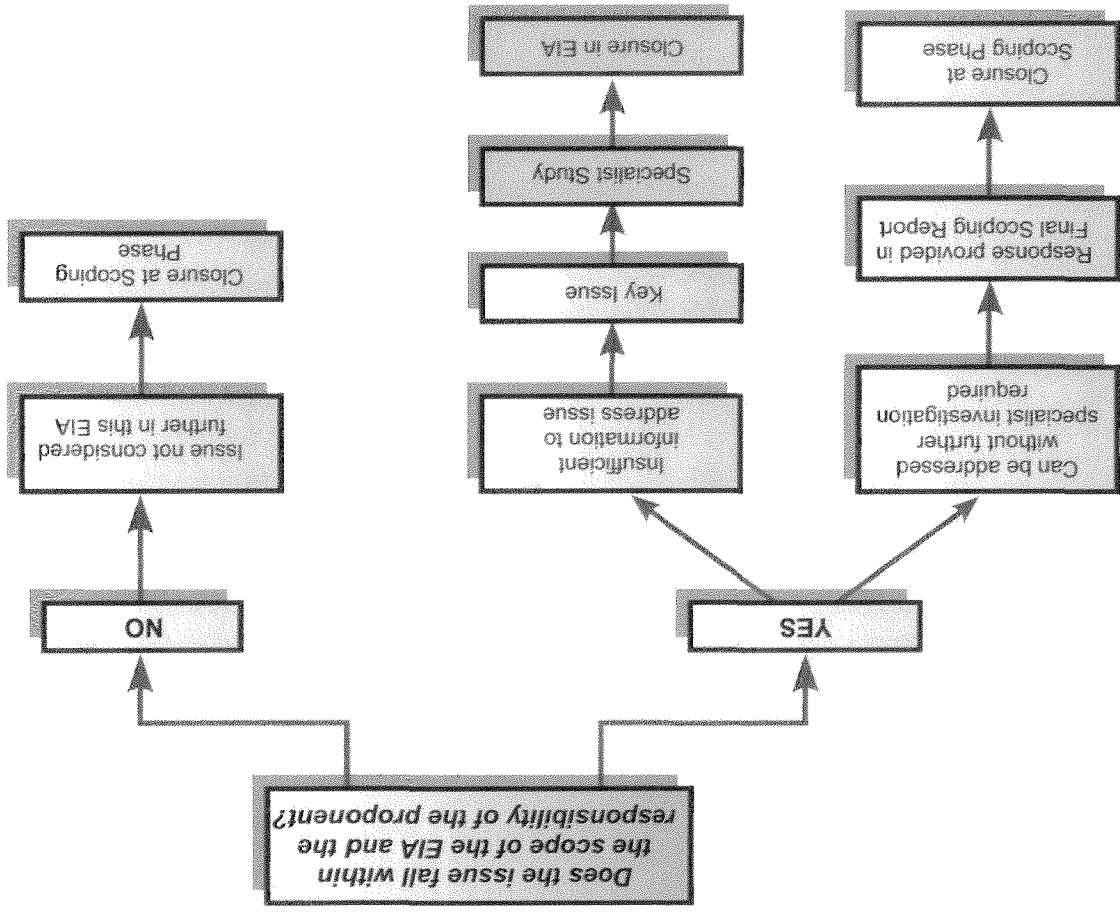 Does the issue fall within
the scope of the EIA and the
responsibility of the proponent?
YES
NO
Can be addressed
without further
specialist investigation
required
Insufficient
information to
address issue
Issue not considered
further in this EIA
Response provided in
Final Scoping Report
Key Issue
Closure at Scoping
Phase
Specialist Study
Closure at
Scoping Phase
Closure in EIA